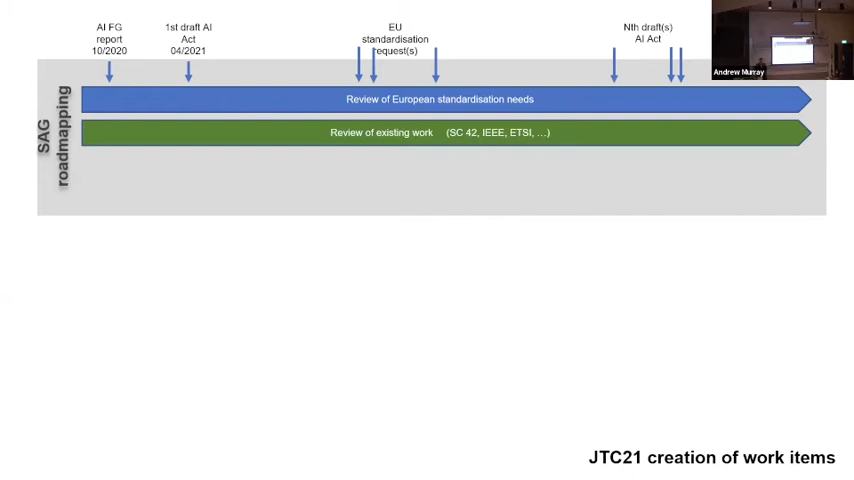 AI FG
report
10/2020
1st draft AI
Act
04/2021
EU
standardisation
request(s)
Nth draft(s)
AI Act
Andrew Murray
SAG
roadmapping
Review of European standardisation needs
Review of existing work (SC 42, IEEE, ETSI, …)
JTC21 creation of work items